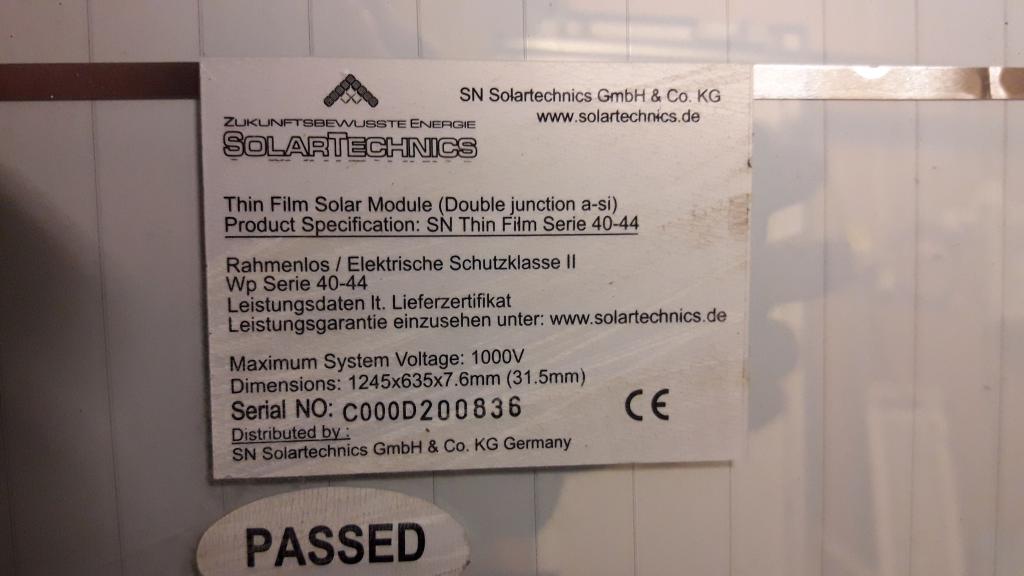 SN Solartechnics GmbH & Co. KG
www.solartechnics.de
ZUKUNFTSBEWUSSTE ENERGIE
SOLARTECHNICS
Thin Film Solar Module (Double junction a-si)
Product Specification: SN Thin Film Serie 40-44
Rahmenlos / Elektrische Schutzklasse II
Wp Serie 40-44
Leistungsdaten lt. Lieferzertifikat
Leistungsgarantie einzusehen unter: www.solartechnics.de
Maximum System Voltage: 1000V
Dimensions: 1245x635x7.6mm (31.5mm)
Serial NO: C000D200836
CE
Distributed by :
SN Solartechnics GmbH & Co. KG Germany
PASSED